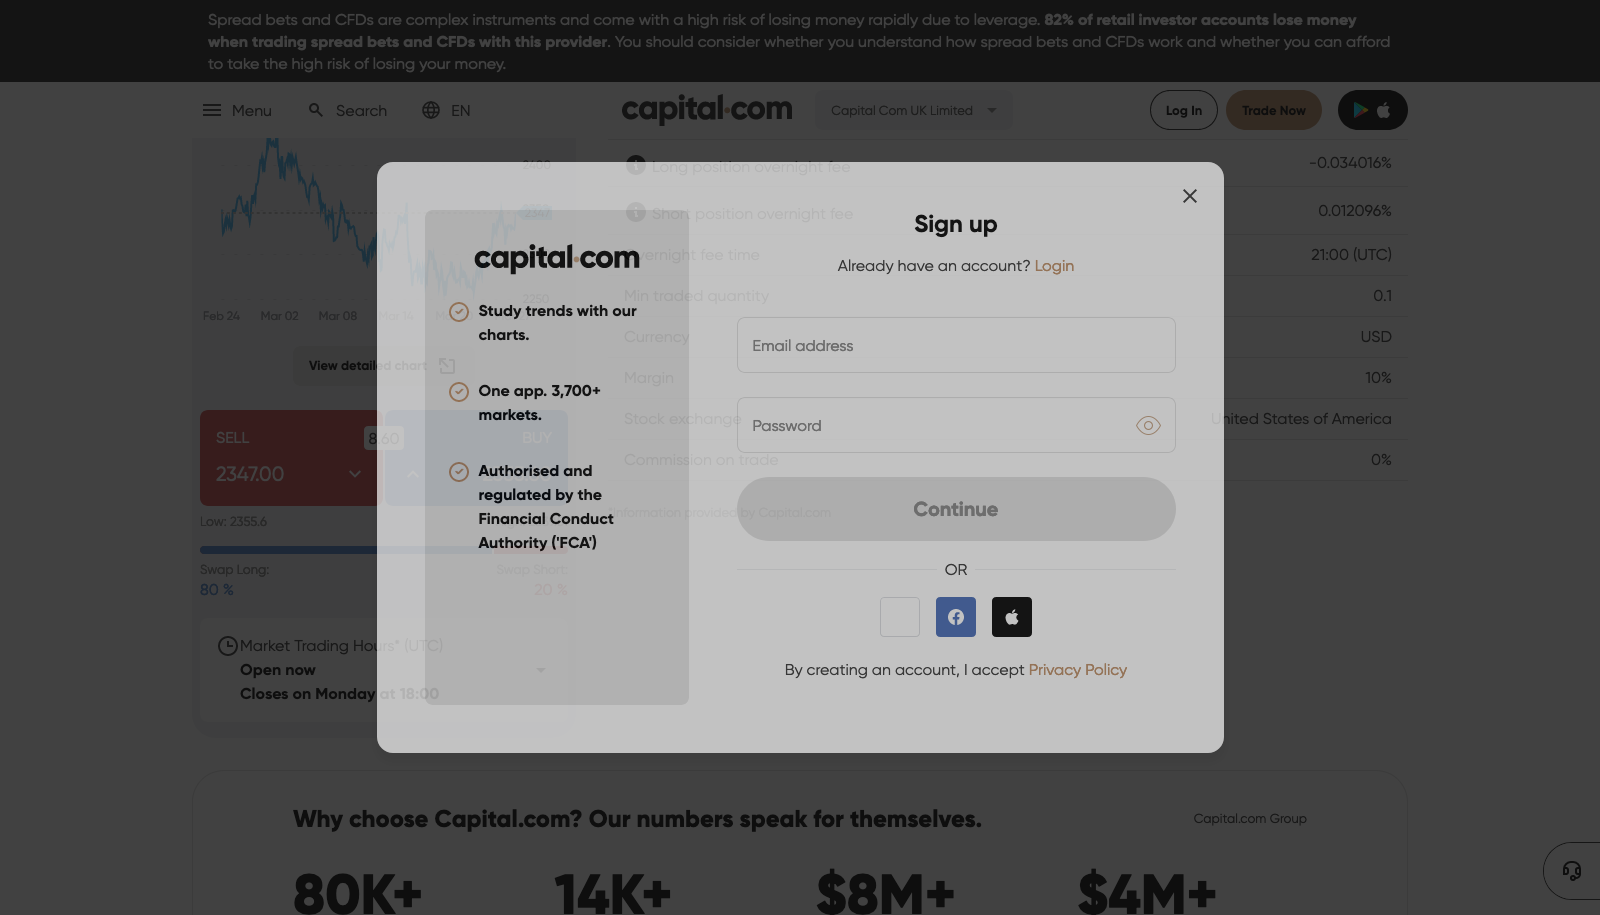 Spread bets and CFDs are complex instruments and come with a high risk of losing money rapidly due to leverage. 82% of retail investor accounts lose money
when trading spread bets and CFDs with this provider. You should consider whether you understand how spread bets and CFDs work and whether you can afford
to take the high risk of losing your money.
Menu
Search
EN
capital.com
Capital Com UK Limited
Log In
Trade Now
2400
2347
2250
Feb 24
Mar 02
Mar 08
Mar 14
View detailed chart
SELL
8.60
BUY
2347.00
Low: 2355.6
Swap Long:
Swap Short:
80 %
20 %
Market Trading Hours* (UTC)
Open now
Closes on Monday at 18:00
Long position overnight fee
-0.034016%
Short position overnight fee
0.012096%
Overnight fee time
21:00 (UTC)
Min traded quantity
0.1
Currency
USD
Margin
10%
Stock exchange
United States of America
Commission on trade
0%
*Information provided by Capital.com
capital.com
Study trends with our
charts.
One app. 3,700+
markets.
Authorised and
regulated by the
Financial Conduct
Authority ('FCA')
Sign up
Already have an account? Login
Email address
Password
Continue
OR
By creating an account, I accept Privacy Policy
Why choose Capital.com? Our numbers speak for themselves.
Capital.com Group
80K+
14K+
$8M+
$4M+